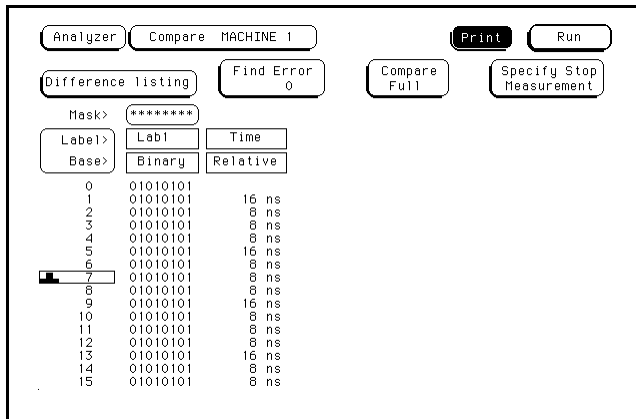 Analyzer Compare MACHINE 1 Print Run
Difference listing Find Error 0 Compare Full Specify Stop Measurement
Mask> ********
Label> Lab1 Time
Base> Binary Relative
0 01010101
1 01010101 16 ns
2 01010101 8 ns
3 01010101 8 ns
4 01010101 8 ns
5 01010101 16 ns
6 01010101 8 ns
7 01010101 8 ns
8 01010101 8 ns
9 01010101 16 ns
10 01010101 8 ns
11 01010101 8 ns
12 01010101 8 ns
13 01010101 16 ns
14 01010101 8 ns
15 01010101 8 ns